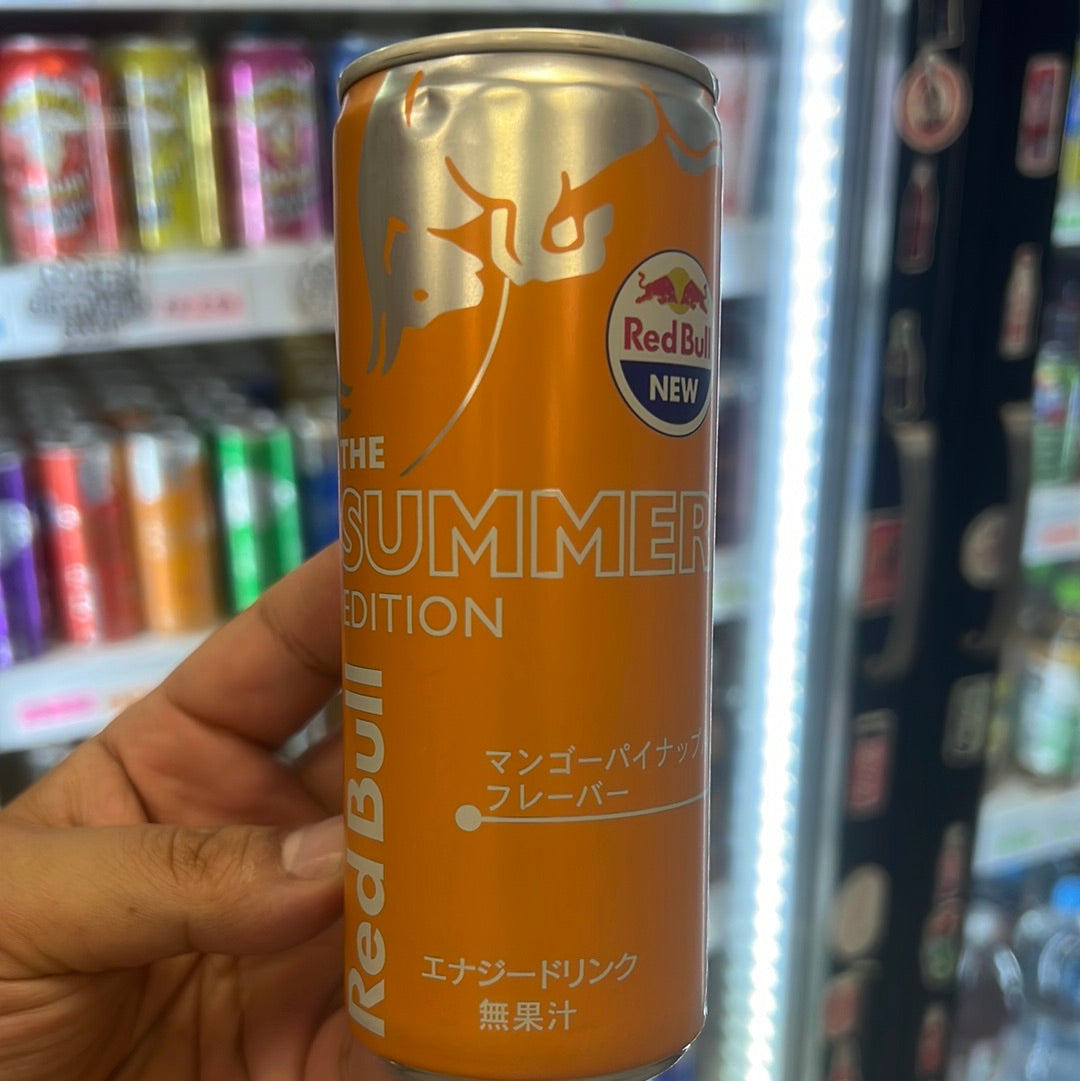 Red Bull
NEW
THE
SUMMER
EDITION
Red Bull
マンゴーパイナップ
フレーバー
エナジードリンク
無果汁